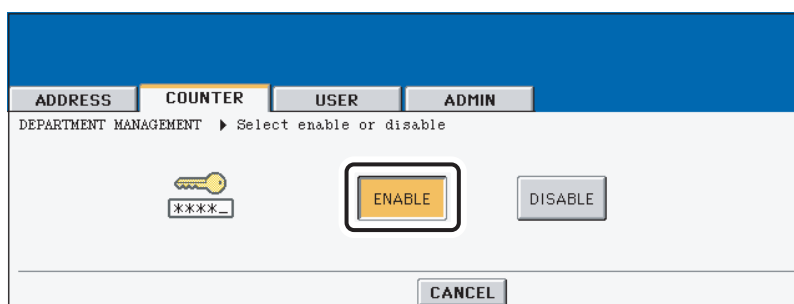 ADDRESS COUNTER USER ADMIN
DEPARTMENT MANAGEMENT ▶ Select enable or disable
****_ ENABLE DISABLE
CANCEL